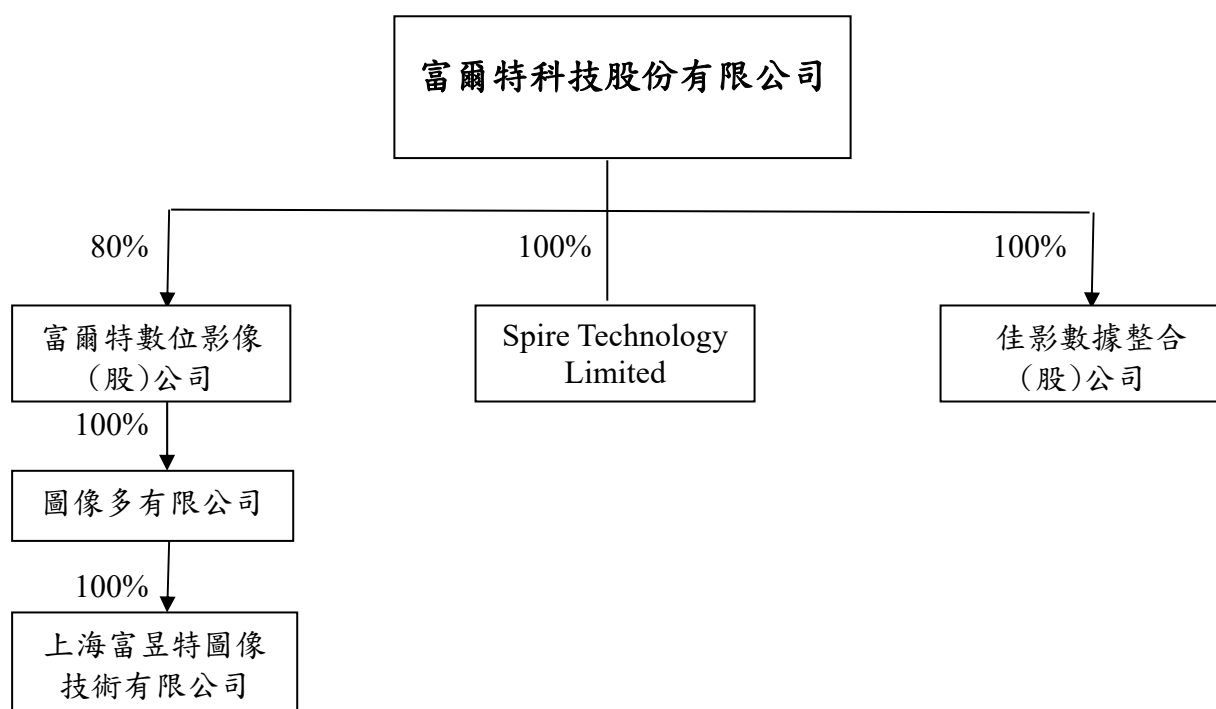 富爾特科技股份有限公司
80%
100%
100%
富爾特數位影像
(股)公司
Spire Technology
Limited
佳影數據整合
(股)公司
100%
圖像多有限公司
100%
上海富昱特圖像
技術有限公司